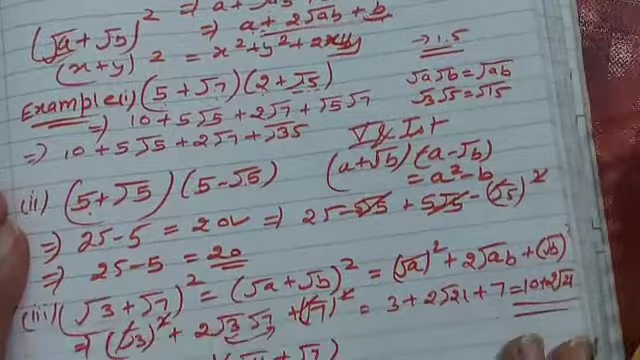 ⇒ a +
(√a + √b)² ⇒ a + 2√ab + b
(x+y)² = x² + y² + 2xy
→ 1.5
Example (i) (5 + √7)(2 + √5)
√a√b = √ab
⇒ 10 + 5√5 + 2√7 + √5√7
√3√5 = √15
⇒ 10 + 5√5 + 2√7 + √35
(a+√b)(a-√b)
= a² - b
(ii) (5+√5)(5-√5)
⇒ 25-5 = 20 ⇒ 25 - 5√5 + 5√5 - (√5)²
⇒ 25-5 = 20
(iii) (√3 + √7)² = (√a + √b)² = (√a)² + 2√ab + (√b)²
⇒ (√3)² + 2√3√7 + (√7)² = 3 + 2√21 + 7 = 10+2√21